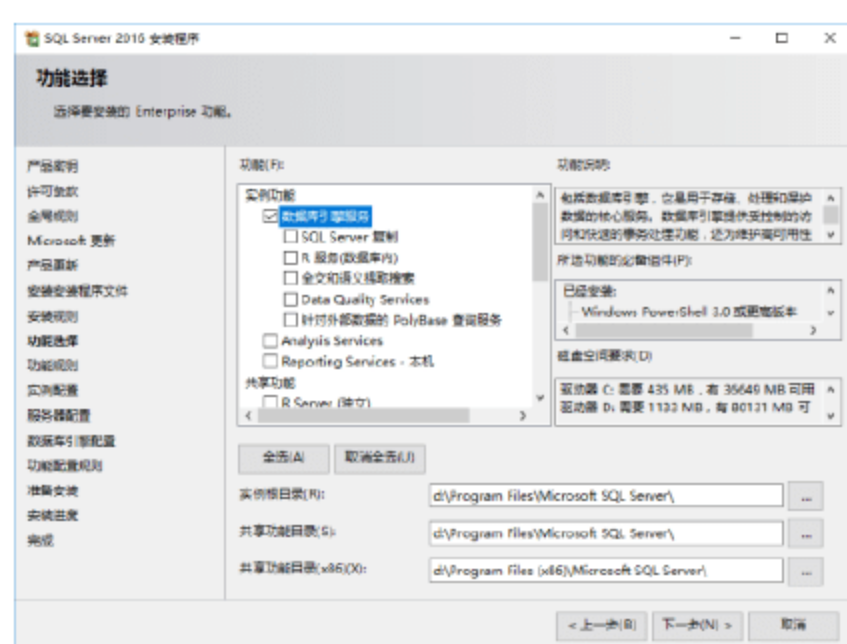 SQL Server 2016 安装程序
功能选择
选择要安装的 Enterprise 功能。
产品密钥
许可条款
全局规则
Microsoft 更新
产品更新
安装安装程序文件
安装规则
功能选择
功能规则
实例配置
服务器配置
数据库引擎配置
功能配置规则
准备安装
安装进度
完成
功能(F):
实例功能
数据库引擎服务
SQL Server 复制
R 服务(数据库内)
全文和语义提取搜索
Data Quality Services
针对外部数据的 PolyBase 查询服务
Analysis Services
Reporting Services - 本机
共享功能
R Server (独立)
功能说明:
包括数据库引擎，它是用于存储、处理和保护
数据的核心服务。数据库引擎提供受控制的访
问和快速的事务处理功能，还为维护高可用性
所选功能的必备组件(P):
已经安装:
Windows PowerShell 3.0 或更高版本
磁盘空间要求(D)
驱动器 C: 需要 435 MB，有 35649 MB 可用
驱动器 D: 需要 1133 MB，有 80131 MB 可
全选(A)
取消全选(U)
实例根目录(R):
d:\Program Files\Microsoft SQL Server\
...
共享功能目录(S):
d:\Program Files\Microsoft SQL Server\
...
共享功能目录(x86)(X):
d:\Program Files (x86)\Microsoft SQL Server\
...
< 上一步(B)
下一步(N) >
取消